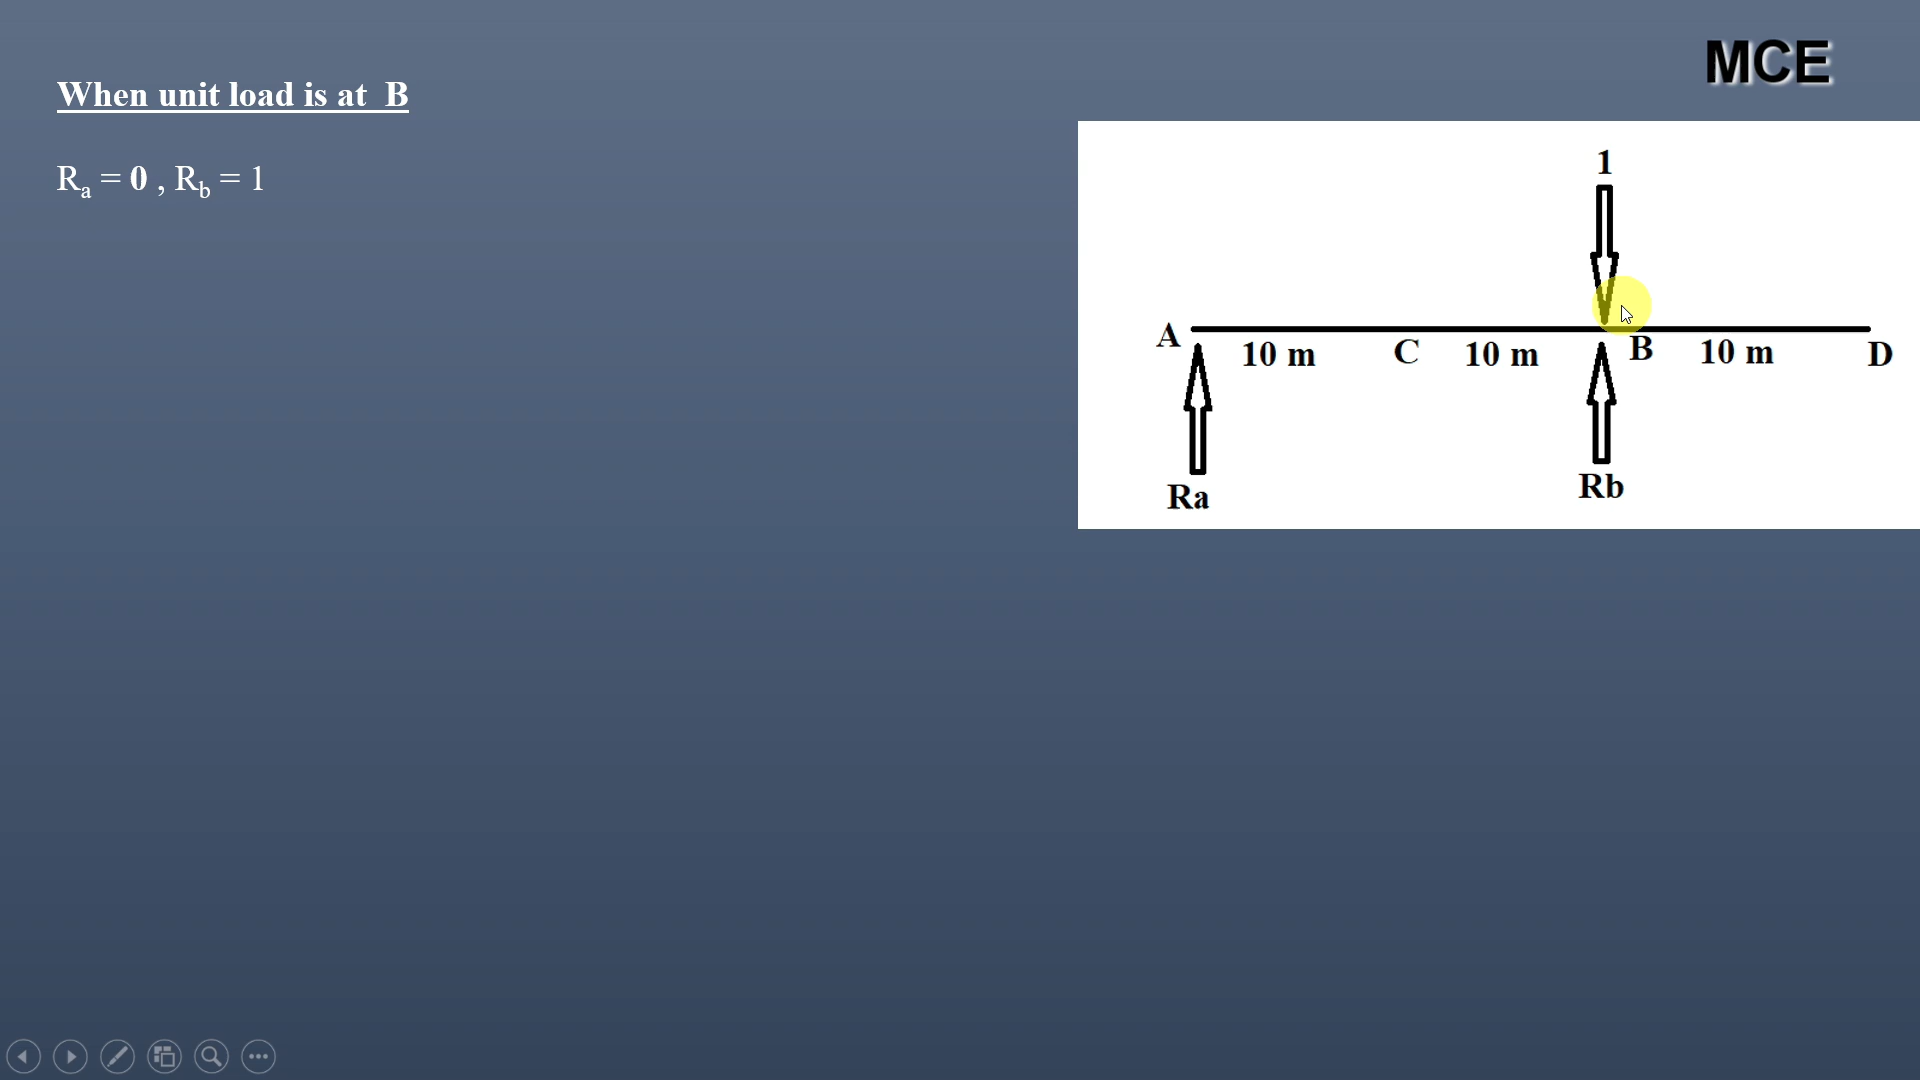 MCE
When unit load is at B
Ra = 0 , Rb = 1
1
A 10 m C 10 m B 10 m D
Ra Rb